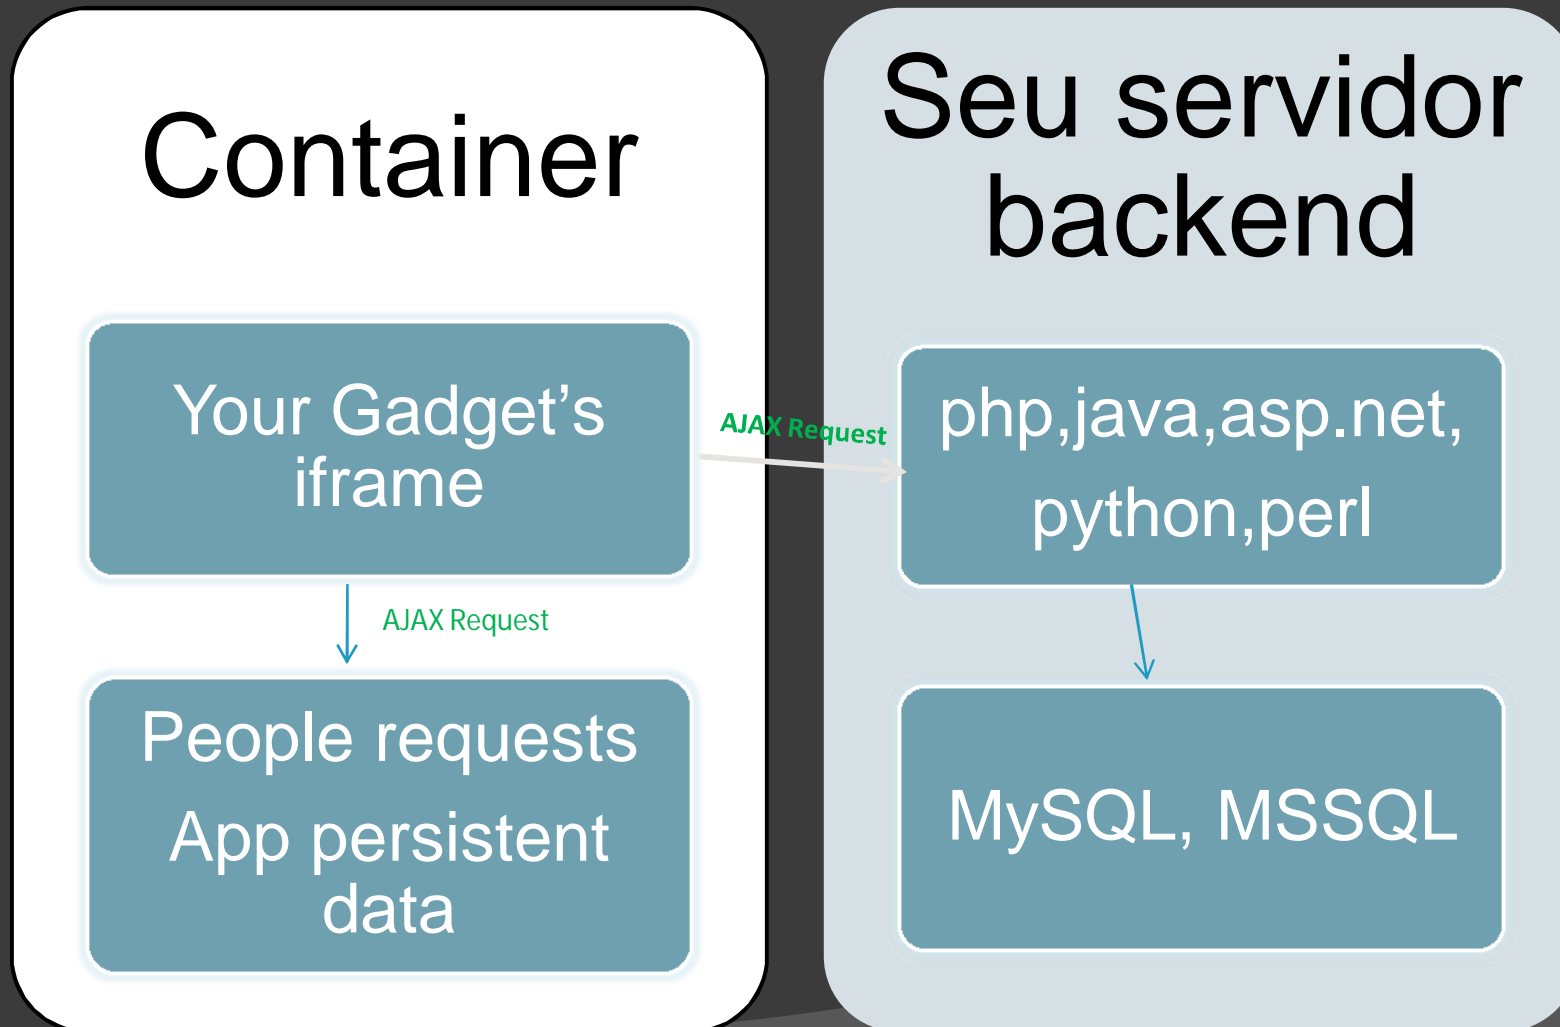 Container
Your Gadget’s
iframe
AJAX Request
People requests
App persistent
data
AJAX Request
Seu servidor
backend
php,java,asp.net,
python,perl
MySQL, MSSQL